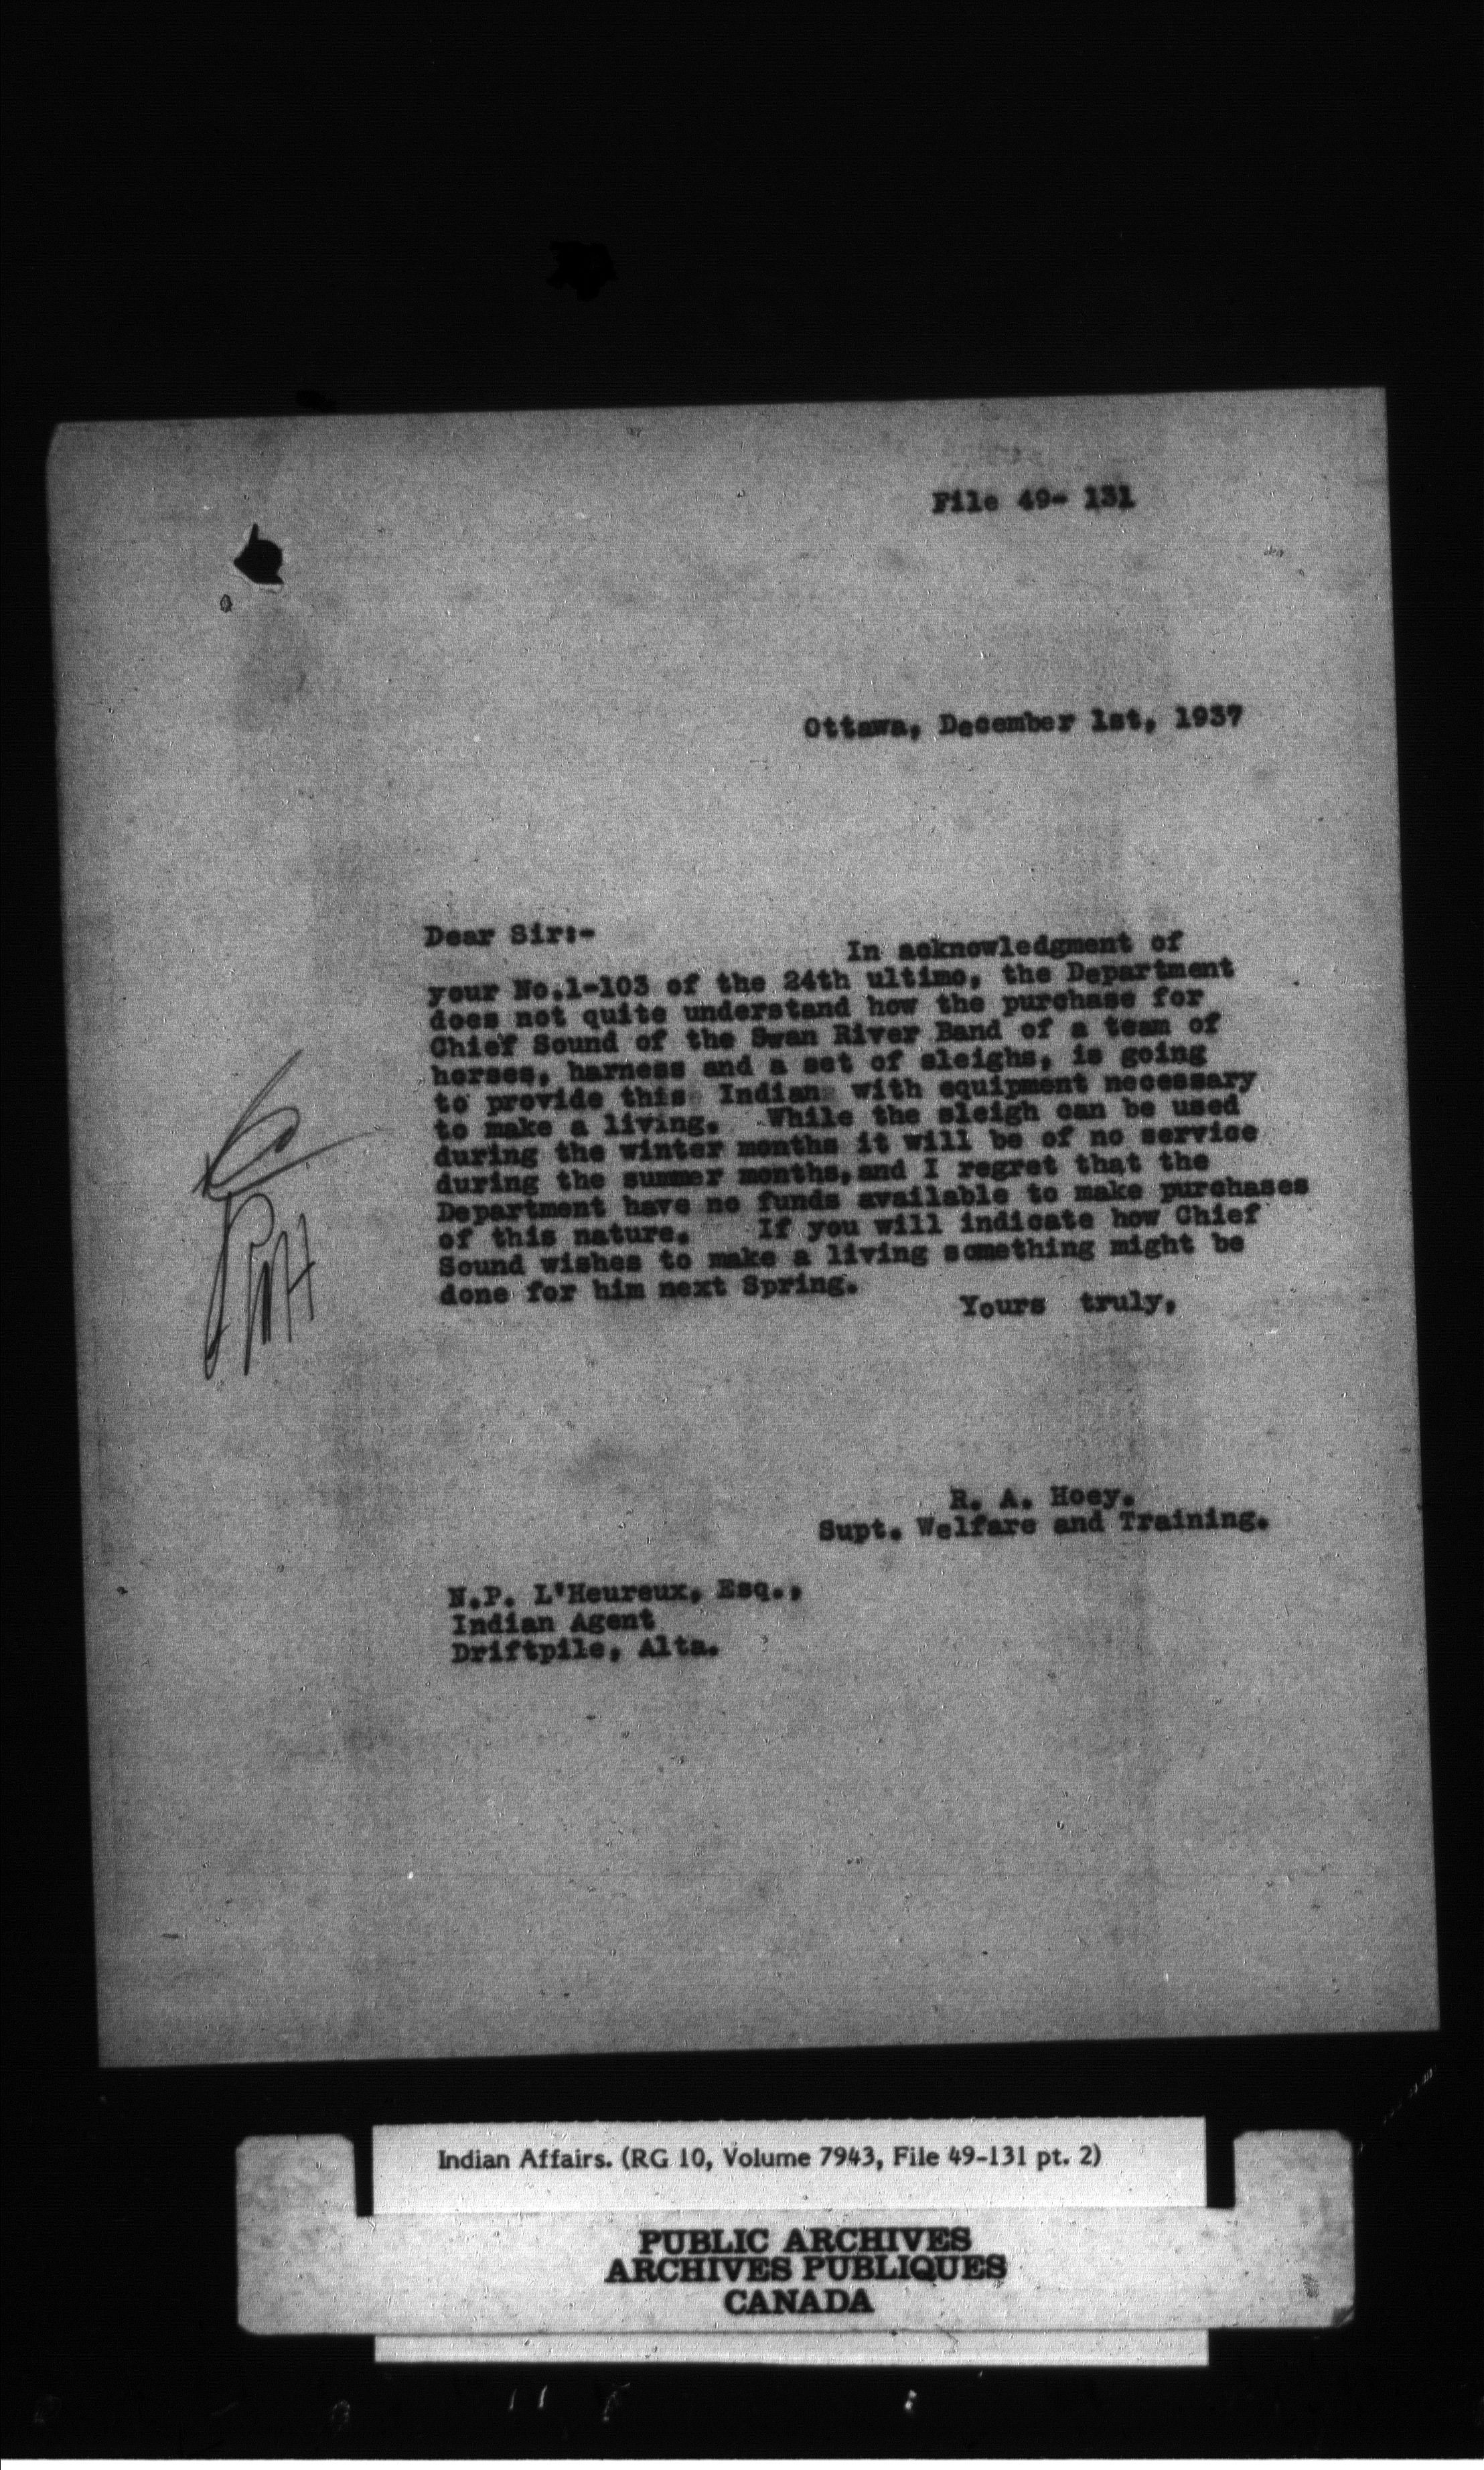 File 49- 131
Ottawa, December 1st, 1937
Dear Sir:-
In acknowledgment of
your No.1-103 of the 24th ultimo, the Department
does not quite understand how the purchase for
Chief Sound of the Swan River Band of a team of
horses, harness and a set of sleighs, is going
to provide this Indian with equipment necessary
to make a living. While the sleigh can be used
during the winter months it will be of no service
during the summer months, and I regret that the
Department have no funds available to make purchases
of this nature. If you will indicate how Chief
Sound wishes to make a living something might be
done for him next Spring.
Yours truly,
R. A. Hoey.
Supt. Welfare and Training.
N.P. L'Heureux, Esq.,
Indian Agent
Driftpile, Alta.
Indian Affairs. (RG 10, Volume 7943, File 49-131 pt. 2)
PUBLIC ARCHIVES
ARCHIVES PUBLIQUES
CANADA